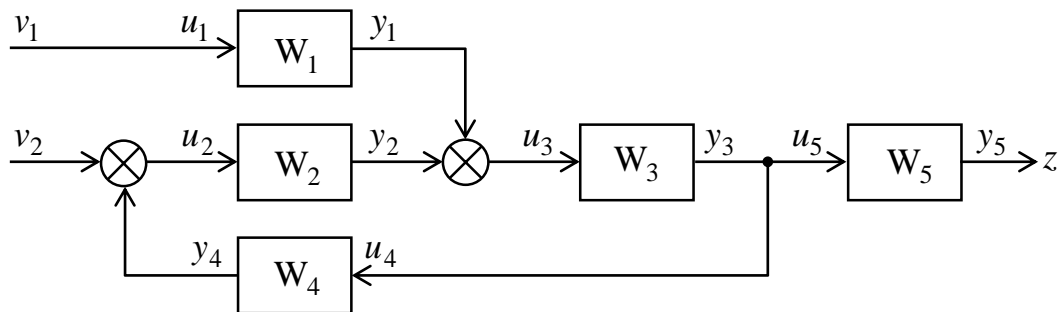 v₁ u₁ W₁ y₁
v₂ u₂ W₂ y₂ u₃ W₃ y₃ u₅ W₅ y₅ z
y₄ W₄ u₄